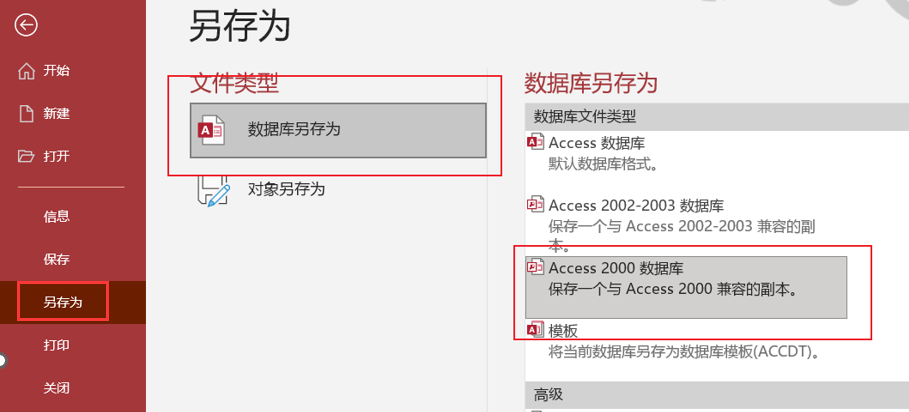 另存为
开始
新建
打开
信息
保存
另存为
打印
关闭
文件类型
数据库另存为
对象另存为
数据库另存为
数据库文件类型
Access 数据库
默认数据库格式。
Access 2002-2003 数据库
保存一个与 Access 2002-2003 兼容的副
本。
Access 2000 数据库
保存一个与 Access 2000 兼容的副本。
模板
将当前数据库另存为数据库模板(ACCDT)。
高级